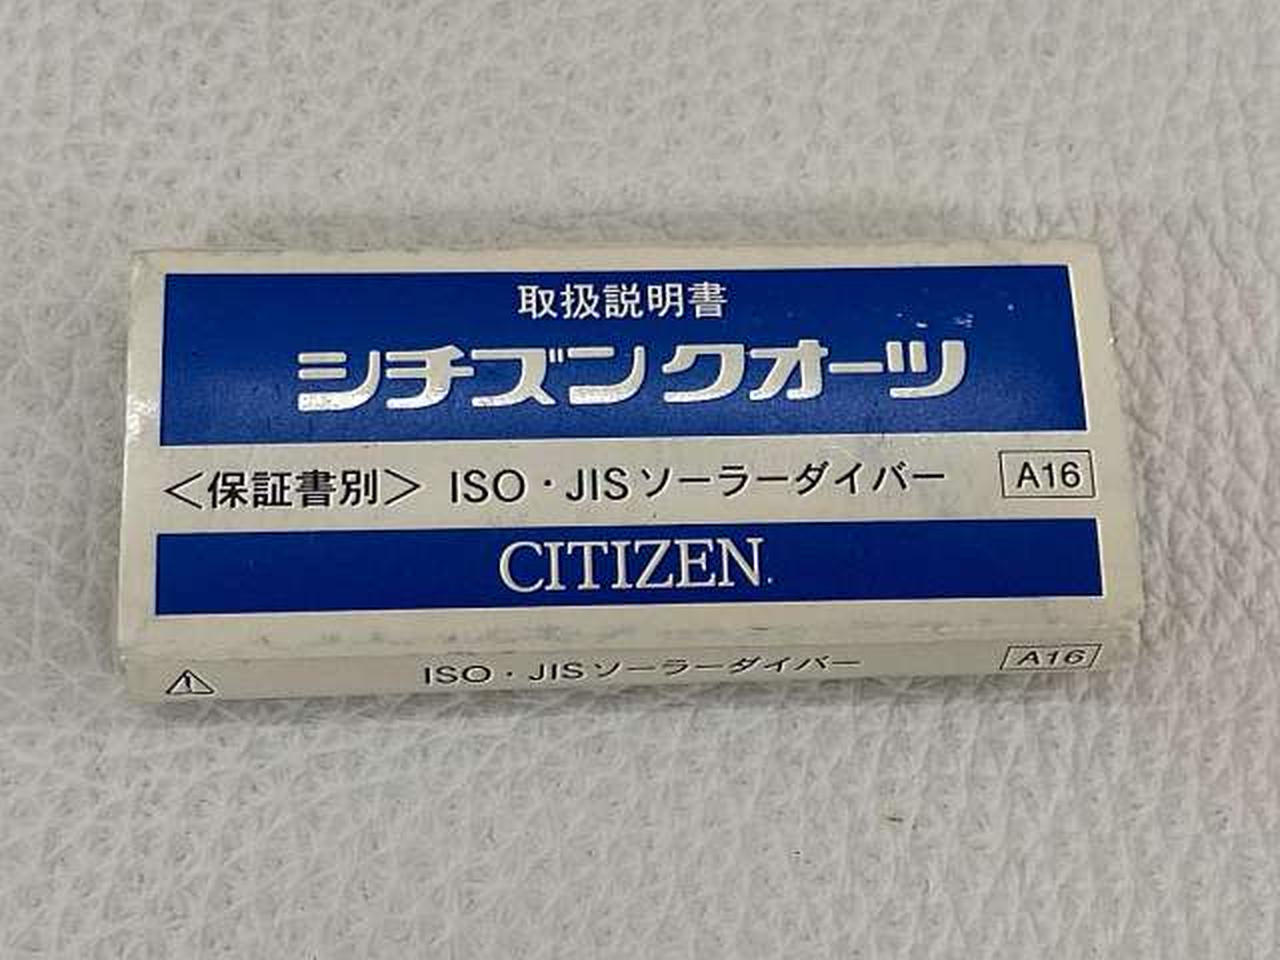 取扱説明書
シチズンクオーツ
＜保証書別＞ ISO・JISソーラーダイバー A16
CITIZEN
ISO・JISソーラーダイバー A16